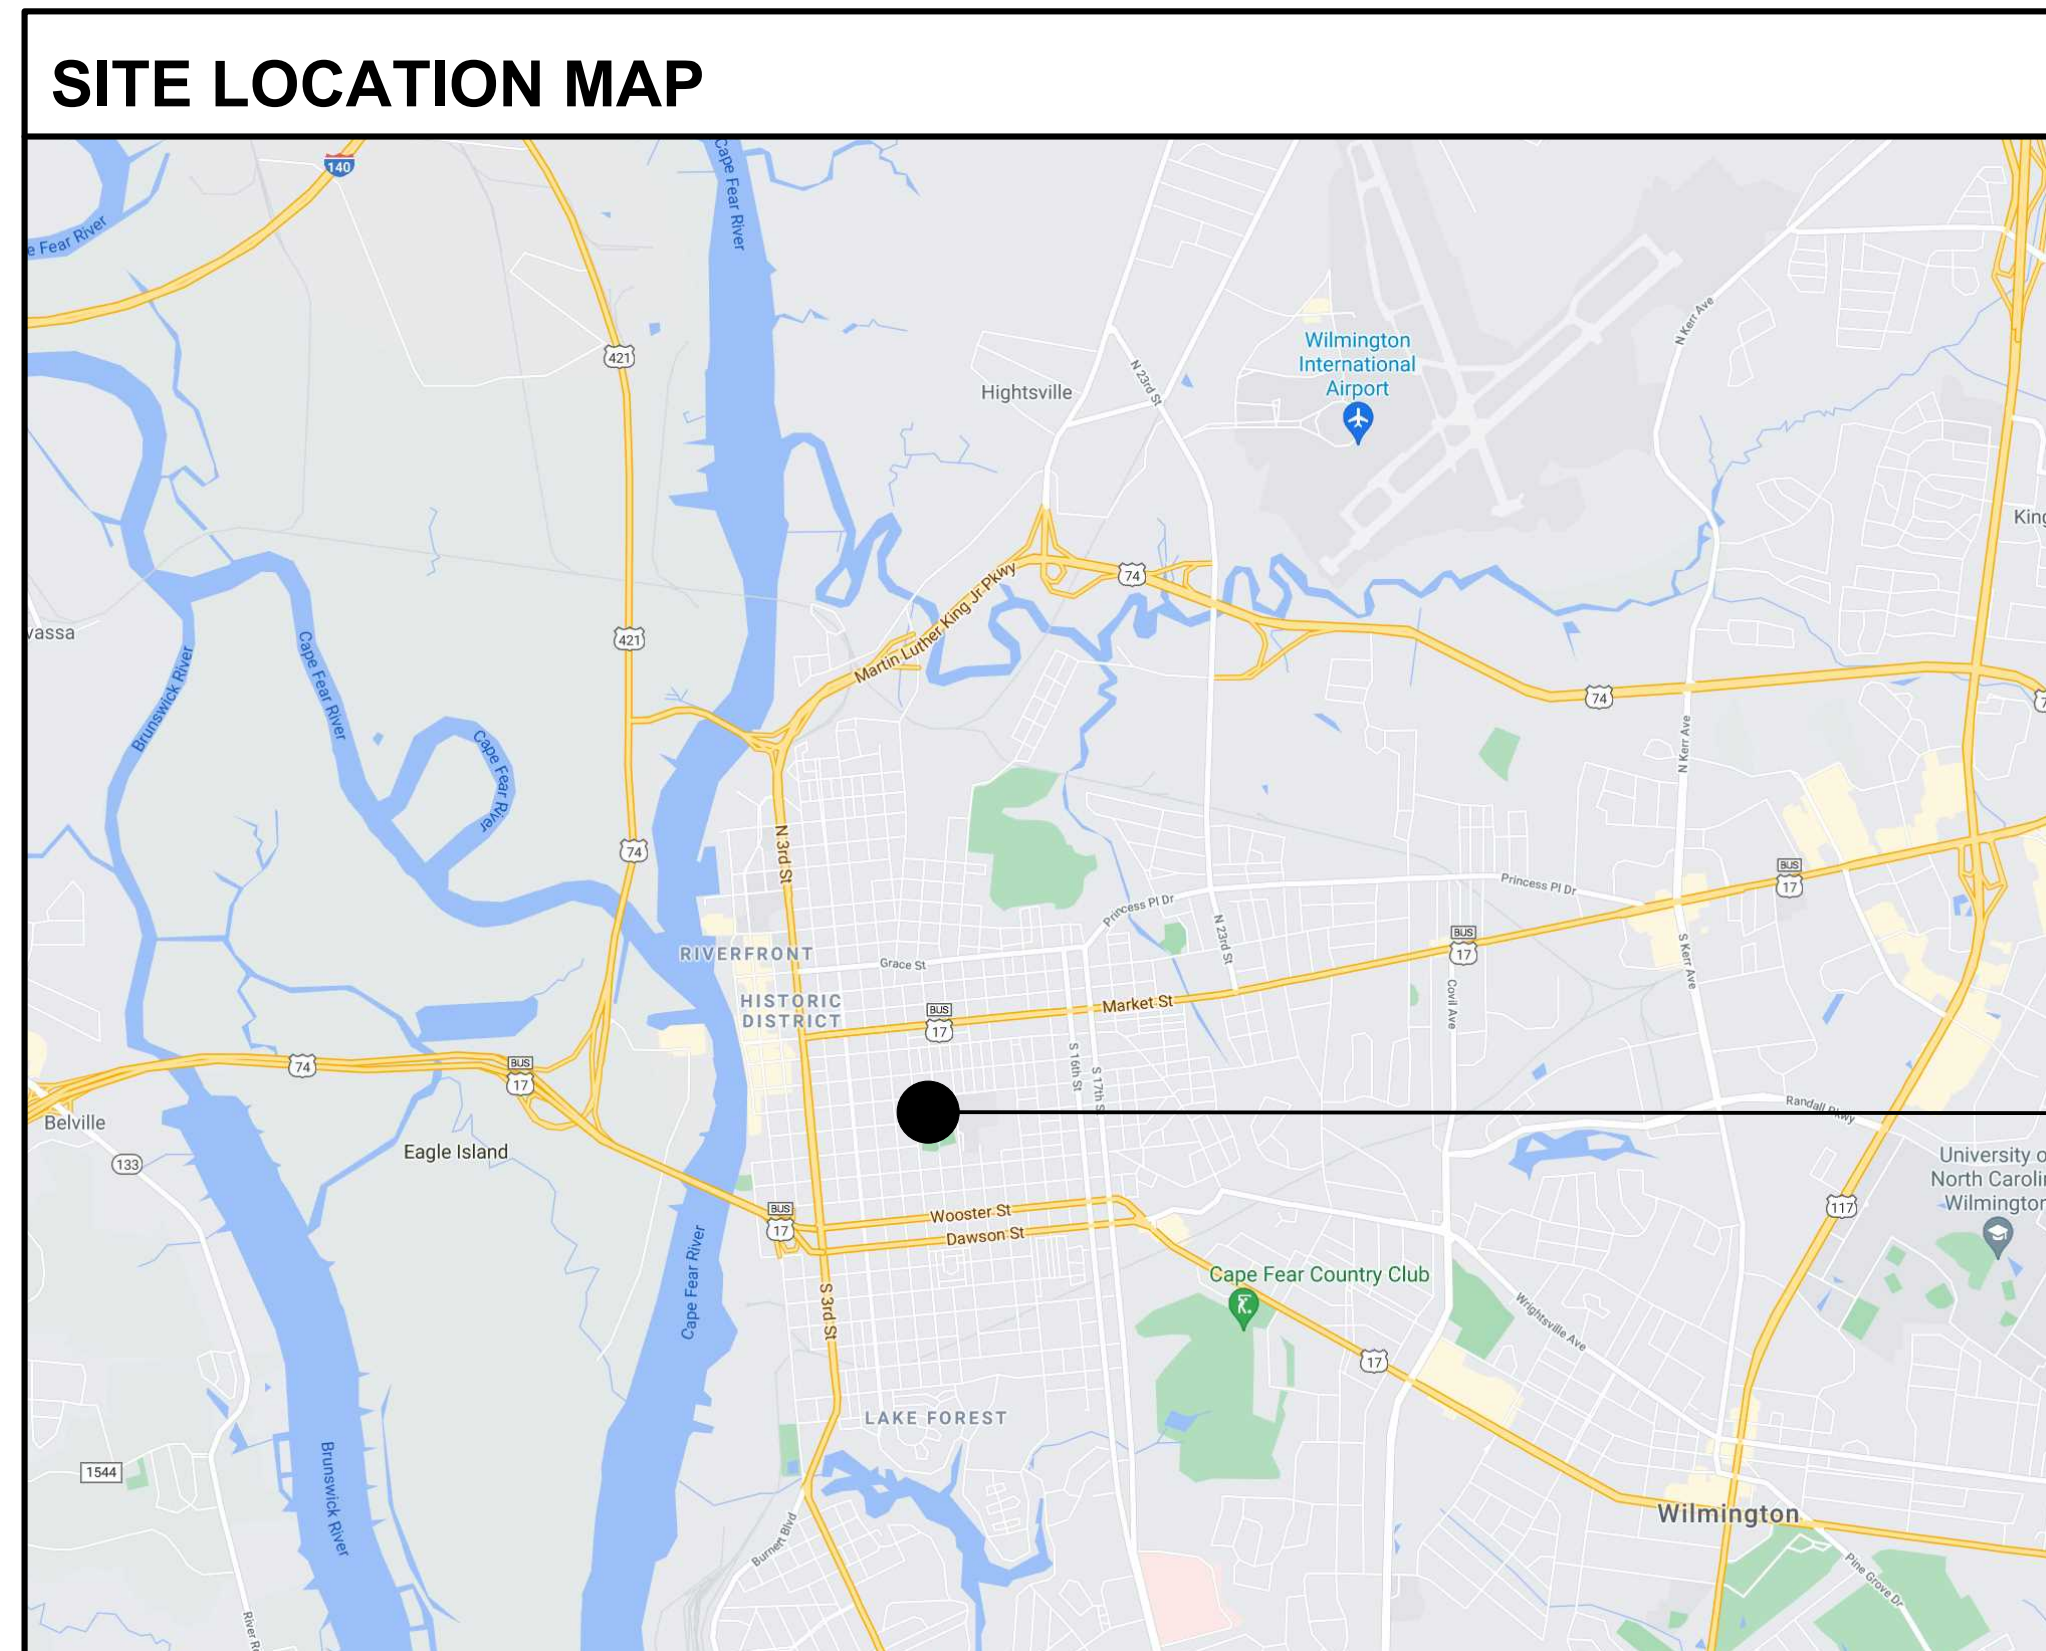 SITE LOCATION MAP
140
Cape Fear River
e Fear River
Wilmington
International
Airport
N Kerr Ave
421
N 23rd St
Hightsville
King
74
Martin Luther King Jr Pkwy
vassa
421
Cape Fear River
Brunswick River
74
7
N Kerr Ave
Cape Fear River
74
N 3rd St
BUS
17
Princess Pl Dr
Princess Pl Dr
N 23rd St
BUS
17
RIVERFRONT
Grace St
S Kerr Ave
HISTORIC
DISTRICT
BUS
17
Market St
Covil Ave
74
BUS
17
S 16th St
S 17th S
Randall Pkwy
Belville
Eagle Island
133
University o
North Carolin
Wilmington
117
BUS
17
Wooster St
Dawson St
Cape Fear River
S 3rd St
Cape Fear Country Club
Wrightsville Ave
17
LAKE FOREST
1544
Brunswick River
Burnett Blvd
Wilmington
Pine Grove Dr
River R